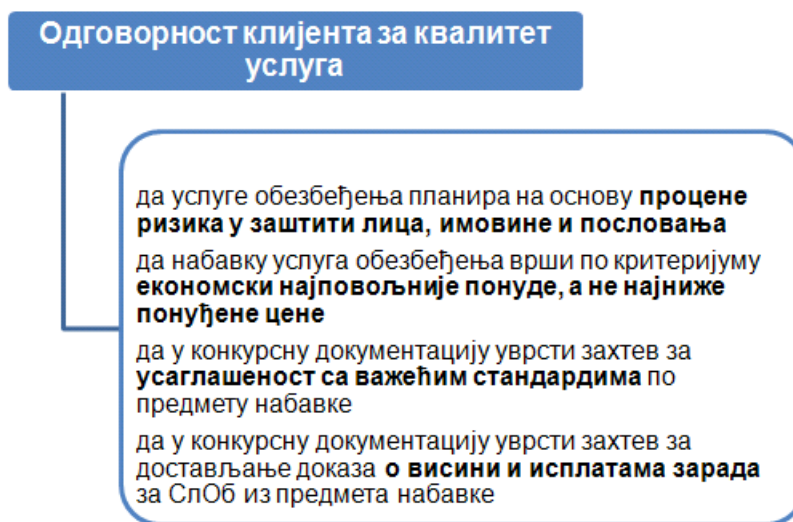 Одговорност клијента за квалитет
услуга
да услуге обезбеђења планира на основу процене
ризика у заштити лица, имовине и пословања
да набавку услуга обезбеђења врши по критеријуму
економски најповољније понуде, а не најниже
понуђене цене
да у конкурсну документацију уврсти захтев за
усаглашеност са важећим стандардима по
предмету набавке
да у конкурсну документацију уврсти захтев за
достављање доказа о висини и исплатама зарада
за СлОб из предмета набавке